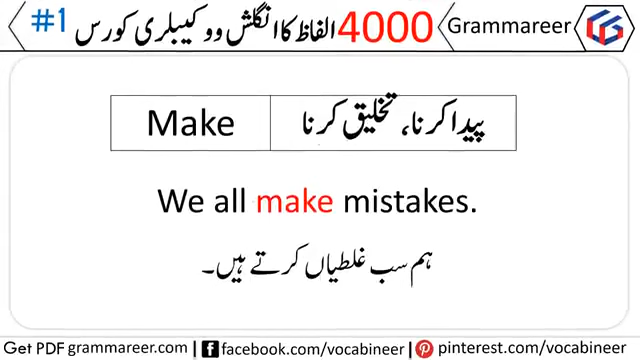 #1 4000 الفاظ کا انگلش ووکیبلری کورس Grammareer
Make پیدا کرنا، تخلیق کرنا
We all make mistakes.
ہم سب غلطیاں کرتے ہیں۔
Get PDF grammareer.com | facebook.com/vocabineer | pinterest.com/vocabineer